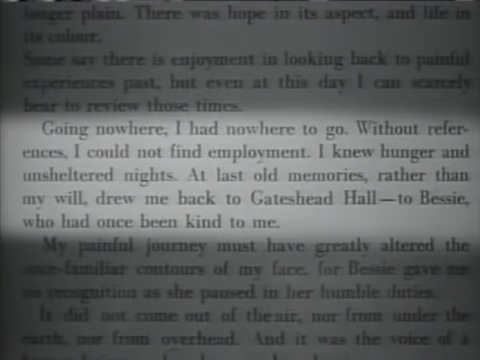 longer plain. There was hope in its aspect, and life in
its colour.
Some say there is enjoyment in looking back to painful
experiences past, but even at this day I can scarcely
bear to review those times.
Going nowhere, I had nowhere to go. Without refer-
ences, I could not find employment. I knew hunger and
unsheltered nights. At last old memories, rather than
my will, drew me back to Gateshead Hall—to Bessie,
who had once been kind to me.
My painful journey must have greatly altered the
once-familiar contours of my face, for Bessie gave me
no recognition as she paused in her humble duties.
It did not come out of the air, nor from under the
earth, nor from overhead. And it was the voice of a